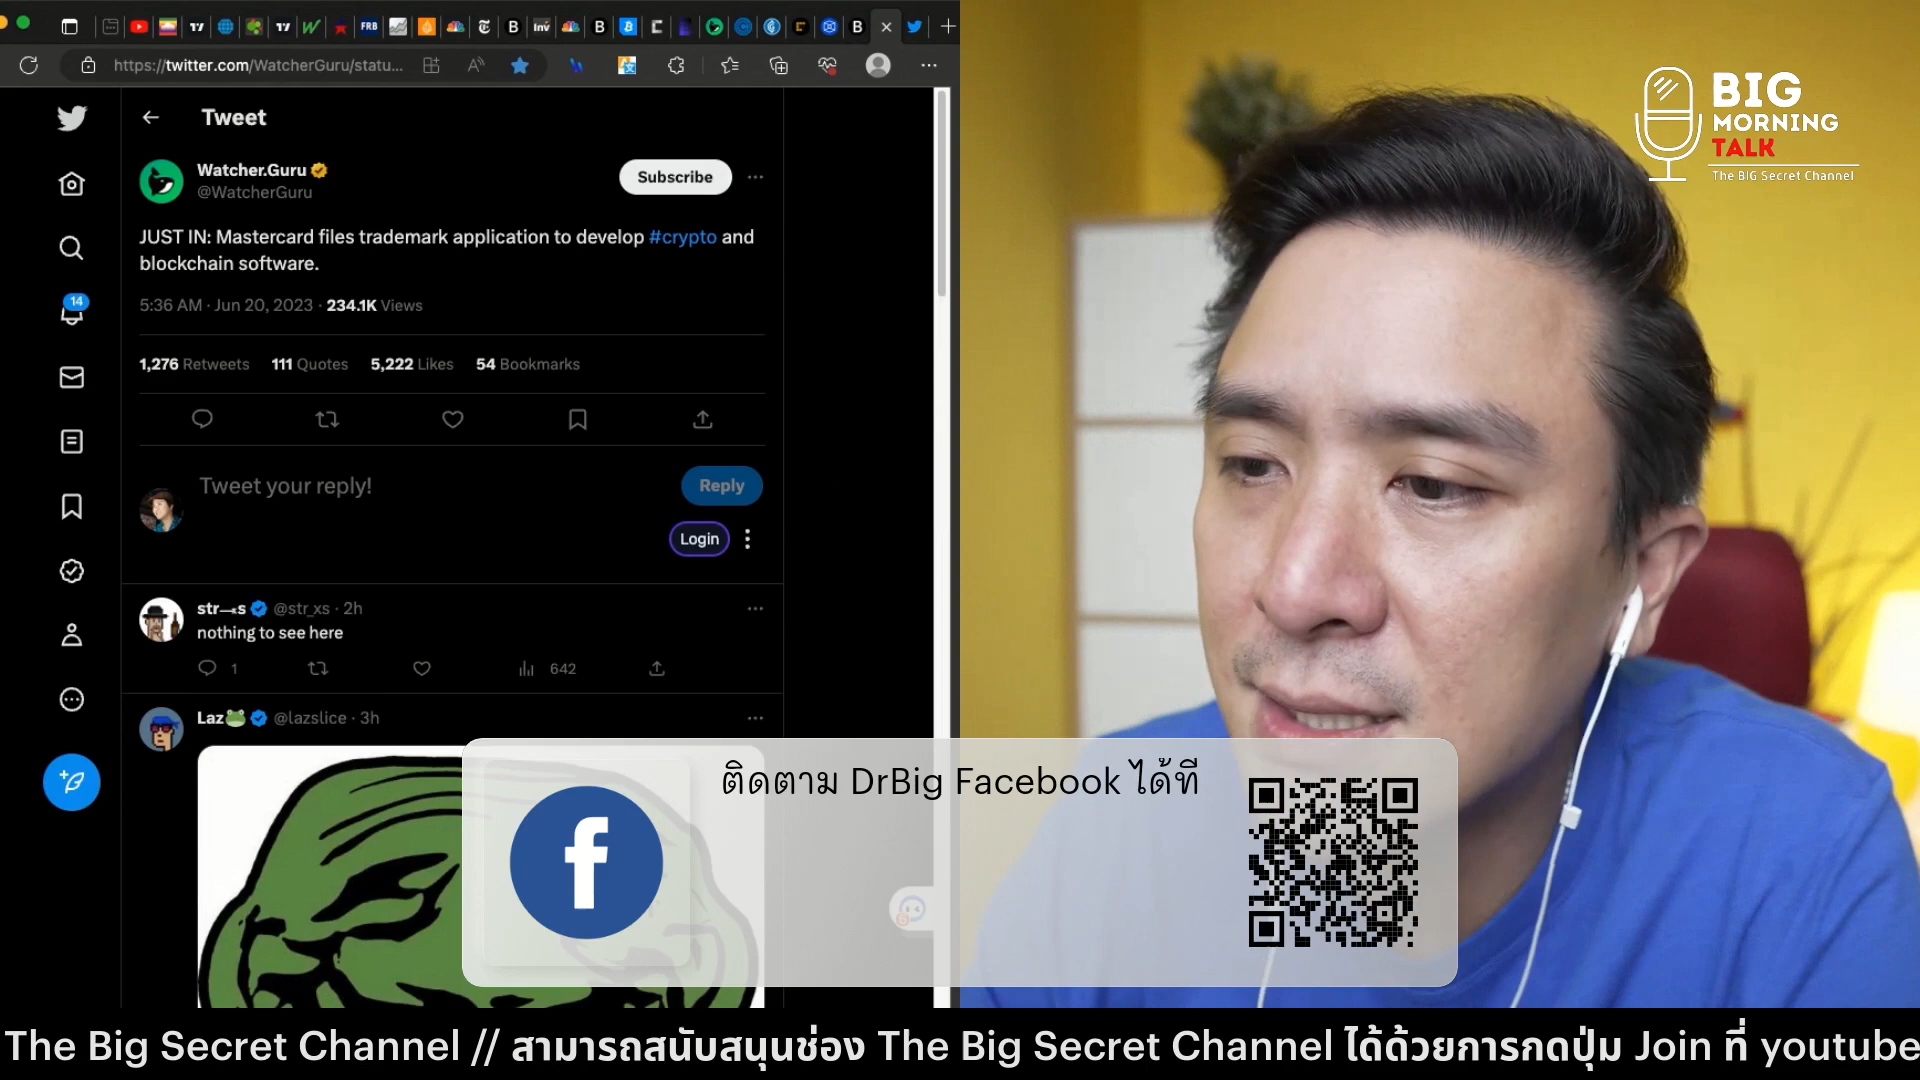 https://twitter.com/WatcherGuru/statu...
Tweet
Watcher.Guru
@WatcherGuru
Subscribe
JUST IN: Mastercard files trademark application to develop #crypto and
blockchain software.
5:36 AM · Jun 20, 2023 · 234.1K Views
1,276 Retweets 111 Quotes 5,222 Likes 54 Bookmarks
14
Tweet your reply!
Reply
Login
@str_xs · 2h
nothing to see here
1
642
Laz @lazslice · 3h
BIG
MORNING
TALK
The BIG Secret Channel
ติดตาม DrBig Facebook ได้ที่
The Big Secret Channel // สามารถสนับสนุนช่อง The Big Secret Channel ได้ด้วยการกดปุ่ม Join ที่ youtube